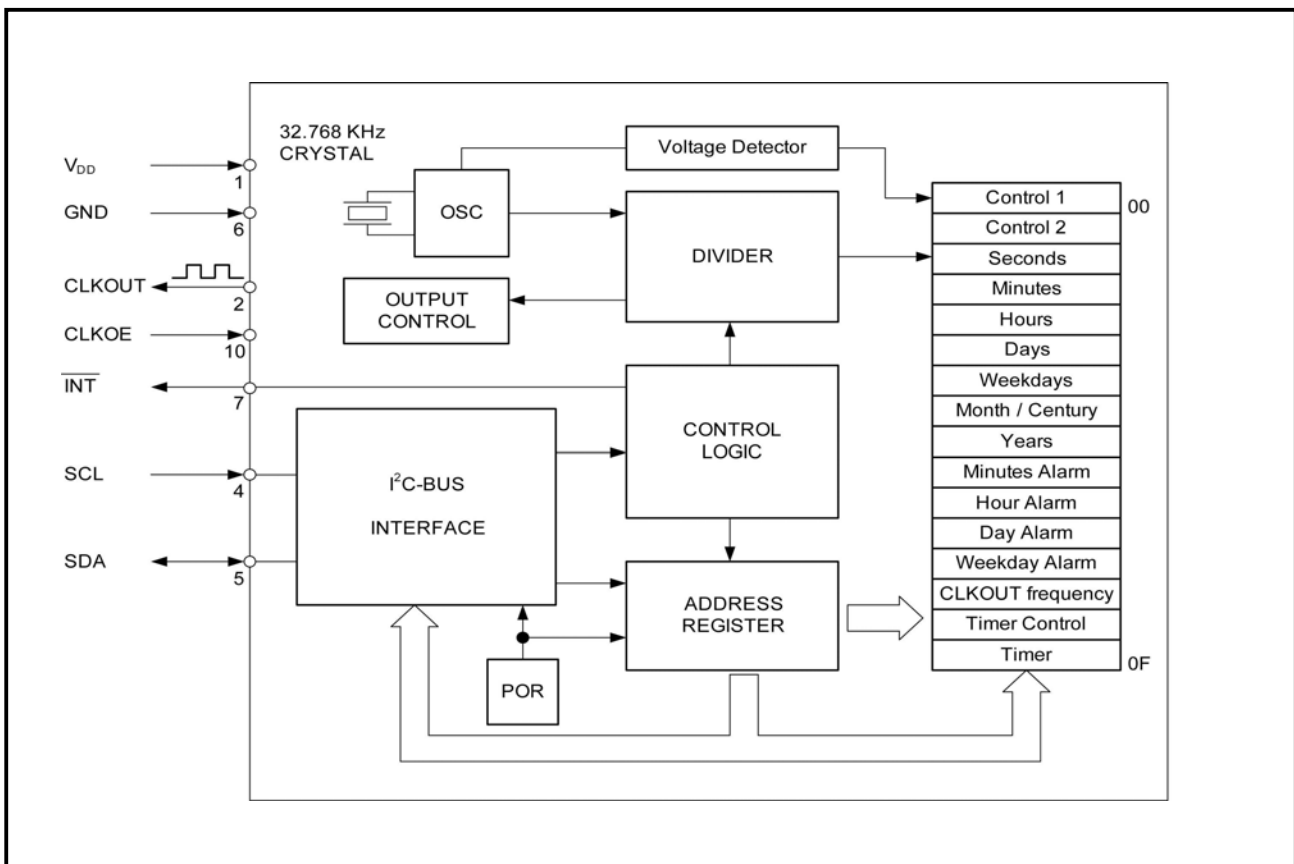 32.768 KHz
CRYSTAL
Voltage Detector
V_DD
1
OSC
Control 1
00
GND
6
Control 2
DIVIDER
Seconds
CLKOUT
2
OUTPUT
CONTROL
Minutes
Hours
CLKOE
10
Days
INT
7
Weekdays
Month / Century
CONTROL
LOGIC
Years
SCL
4
I²C-BUS
INTERFACE
Minutes Alarm
Hour Alarm
Day Alarm
SDA
5
Weekday Alarm
ADDRESS
REGISTER
CLKOUT frequency
Timer Control
Timer
0F
POR